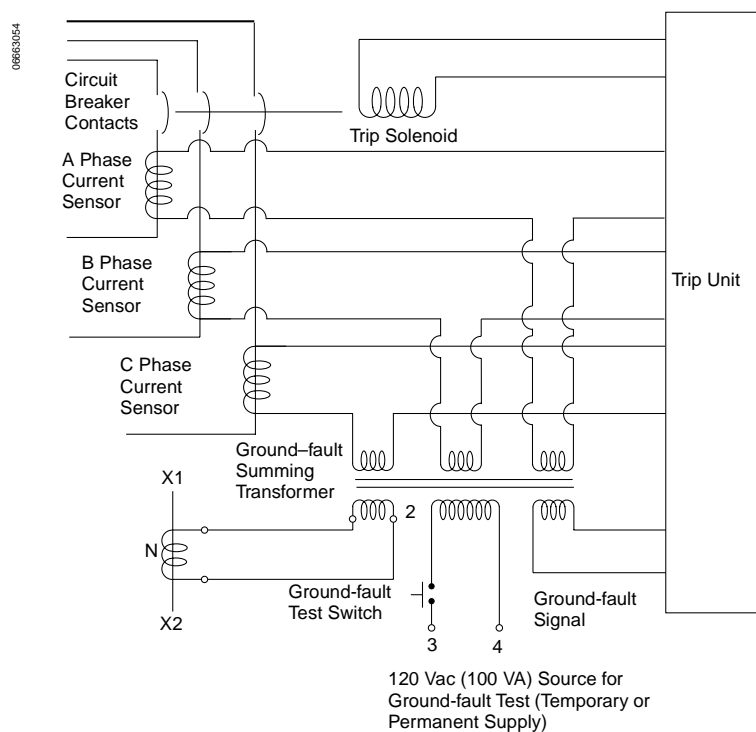 06663054
Circuit
Breaker
Contacts
Trip Solenoid
A Phase
Current
Sensor
B Phase
Current
Sensor
Trip Unit
C Phase
Current
Sensor
Ground–fault
Summing
Transformer
X1
2
N
Ground-fault
Test Switch
Ground-fault
Signal
X2
3
4
120 Vac (100 VA) Source for
Ground-fault Test (Temporary or
Permanent Supply)